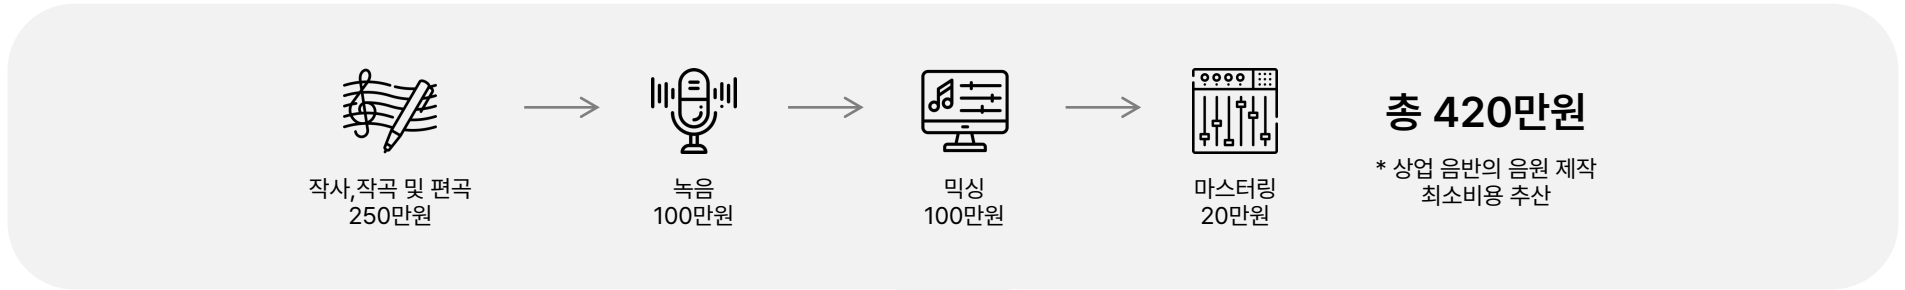 작사,작곡 및 편곡
250만원
녹음
100만원
믹싱
100만원
마스터링
20만원
총 420만원
* 상업 음반의 음원 제작
최소비용 추산